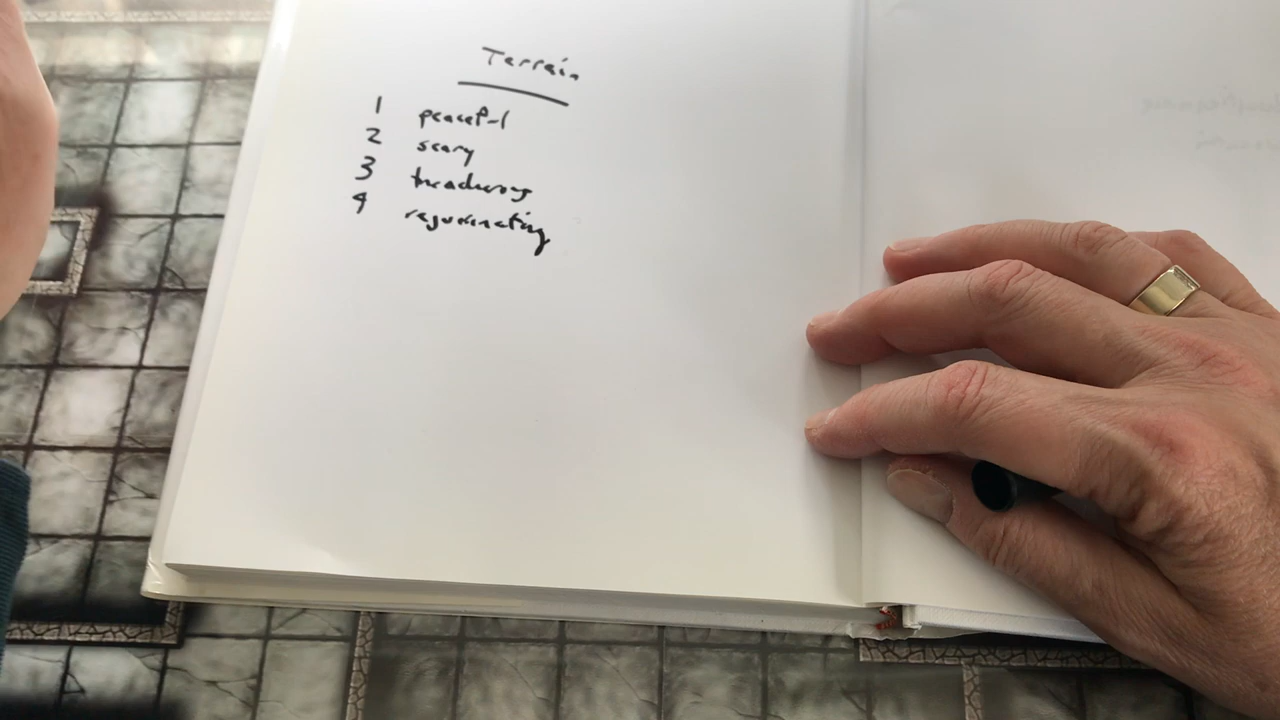 Terrain
1 peaceful
2 scary
3 treacherous
4 rejuvenating